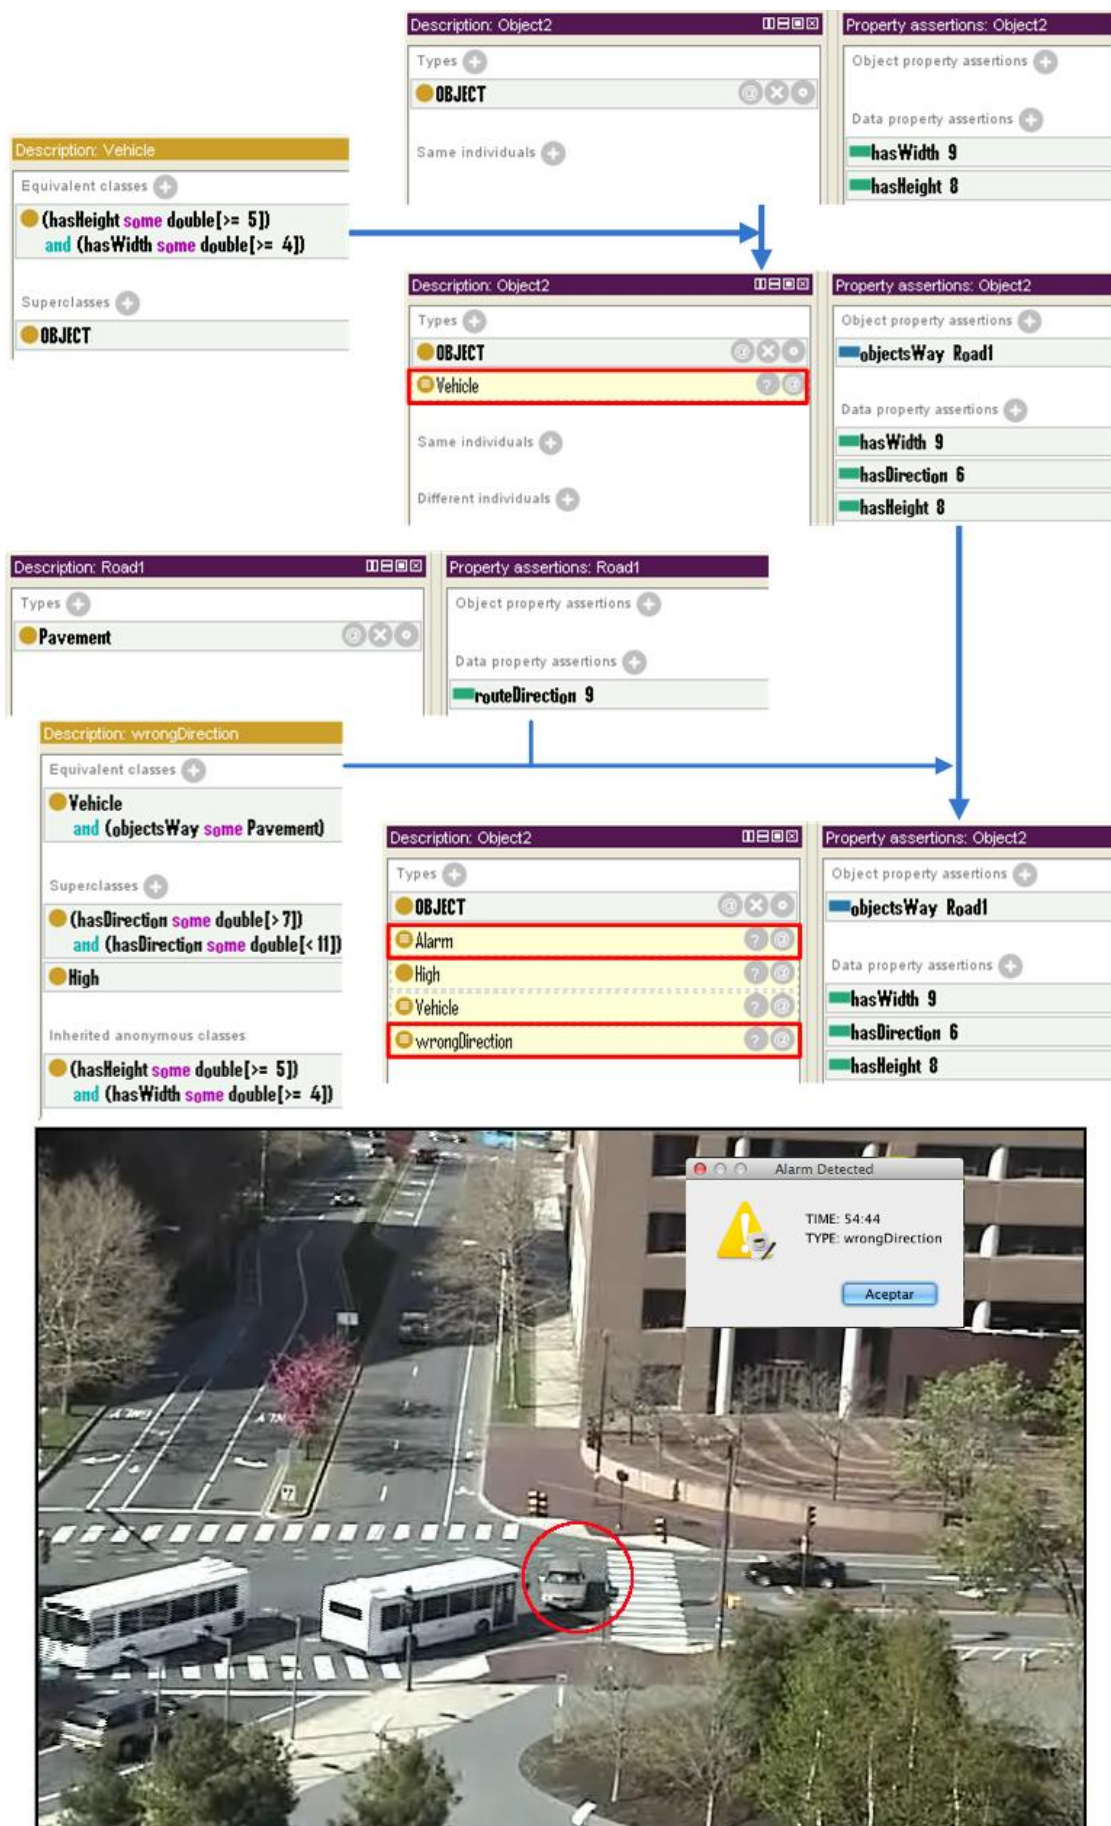 Description: Object2
Types
OBJECT
Same individuals
Property assertions: Object2
Object property assertions
Data property assertions
hasWidth 9
hasHeight 8
Description: Vehicle
Equivalent classes
(hasHeight some double[>= 5])
and (hasWidth some double[>= 4])
Superclasses
OBJECT
Description: Object2
Types
OBJECT
Vehicle
Same individuals
Different individuals
Property assertions: Object2
Object property assertions
objectsWay Road1
Data property assertions
hasWidth 9
hasDirection 6
hasHeight 8
Description: Road1
Types
Pavement
Property assertions: Road1
Object property assertions
Data property assertions
routeDirection 9
Description: wrongDirection
Equivalent classes
Vehicle
and (objectsWay some Pavement)
Superclasses
(hasDirection some double[> 7])
and (hasDirection some double[< 11])
High
Inherited anonymous classes
(hasHeight some double[>= 5])
and (hasWidth some double[>= 4])
Description: Object2
Types
OBJECT
Alarm
High
Vehicle
wrongDirection
Property assertions: Object2
Object property assertions
objectsWay Road1
Data property assertions
hasWidth 9
hasDirection 6
hasHeight 8
Alarm Detected
TIME: 54:44
TYPE: wrongDirection
Aceptar